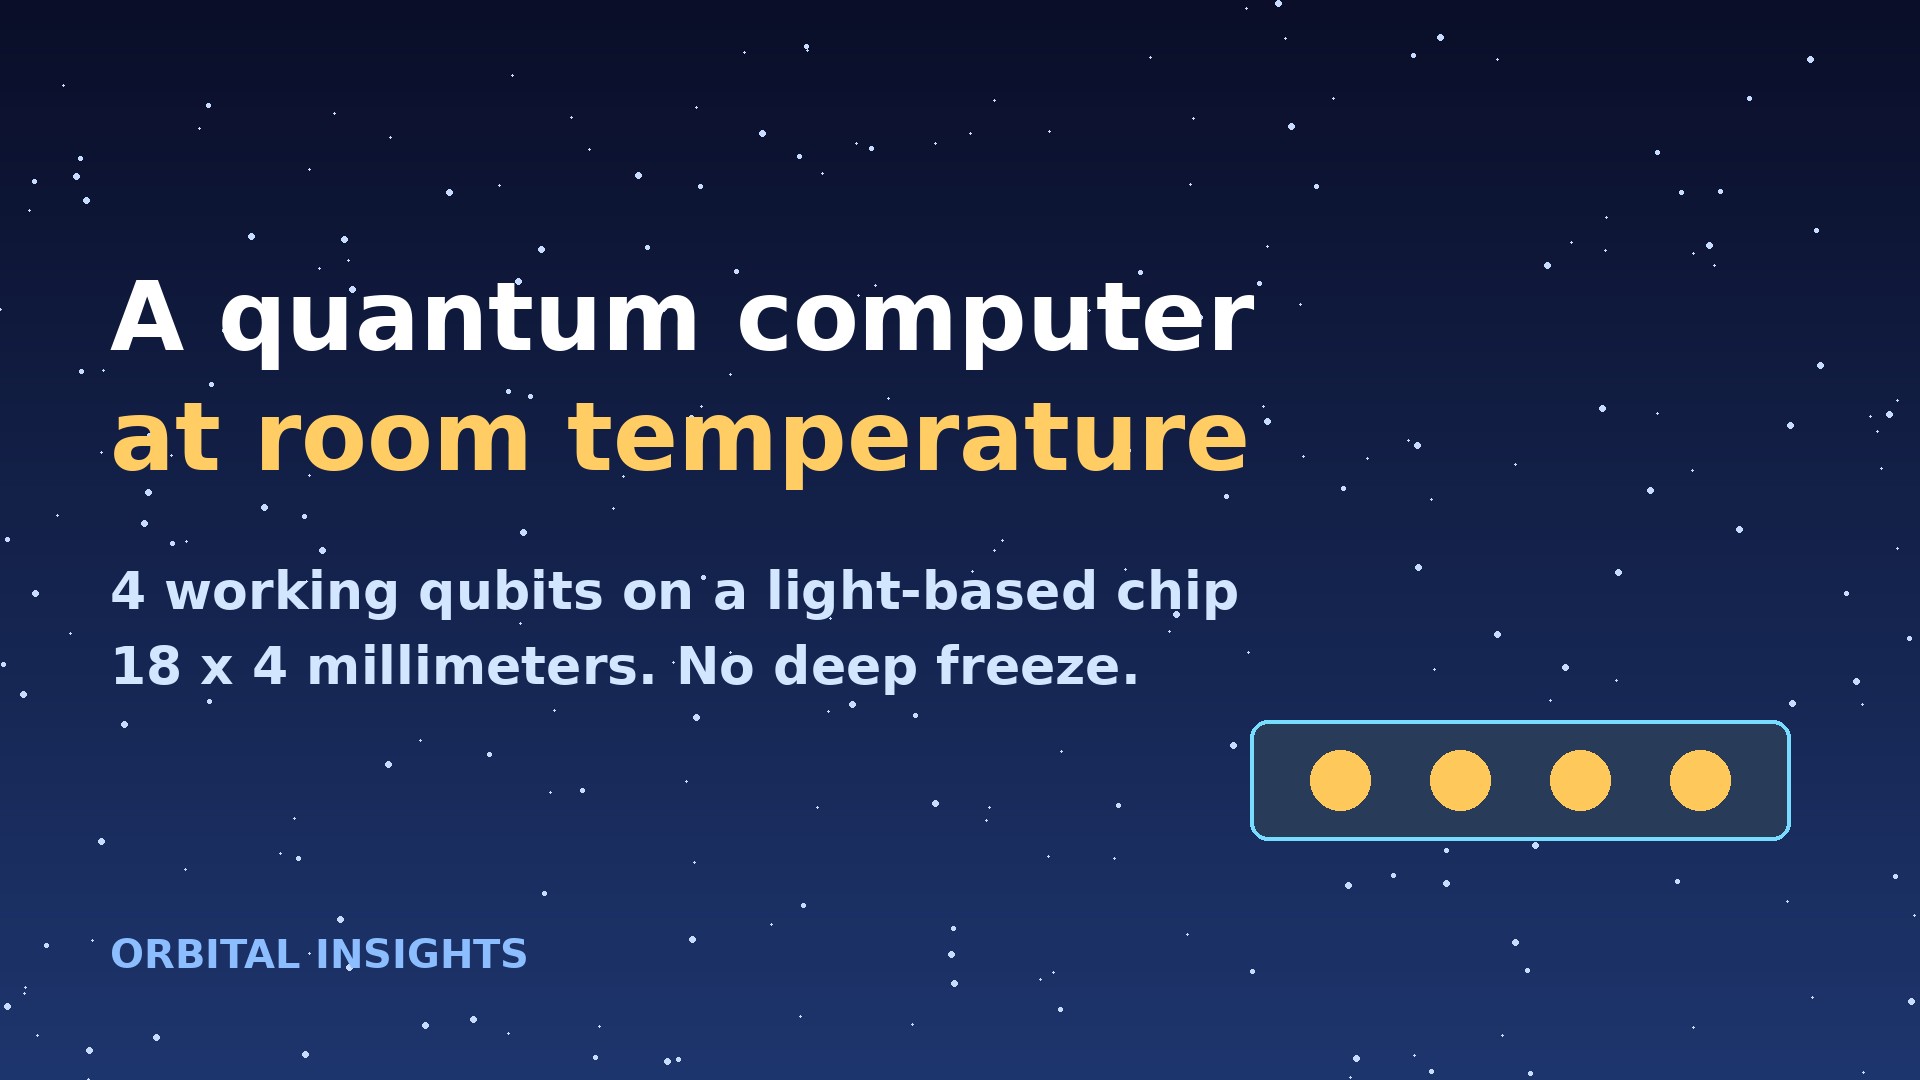 A quantum computer
at room temperature
4 working qubits on a light-based chip
18 x 4 millimeters. No deep freeze.
ORBITAL INSIGHTS